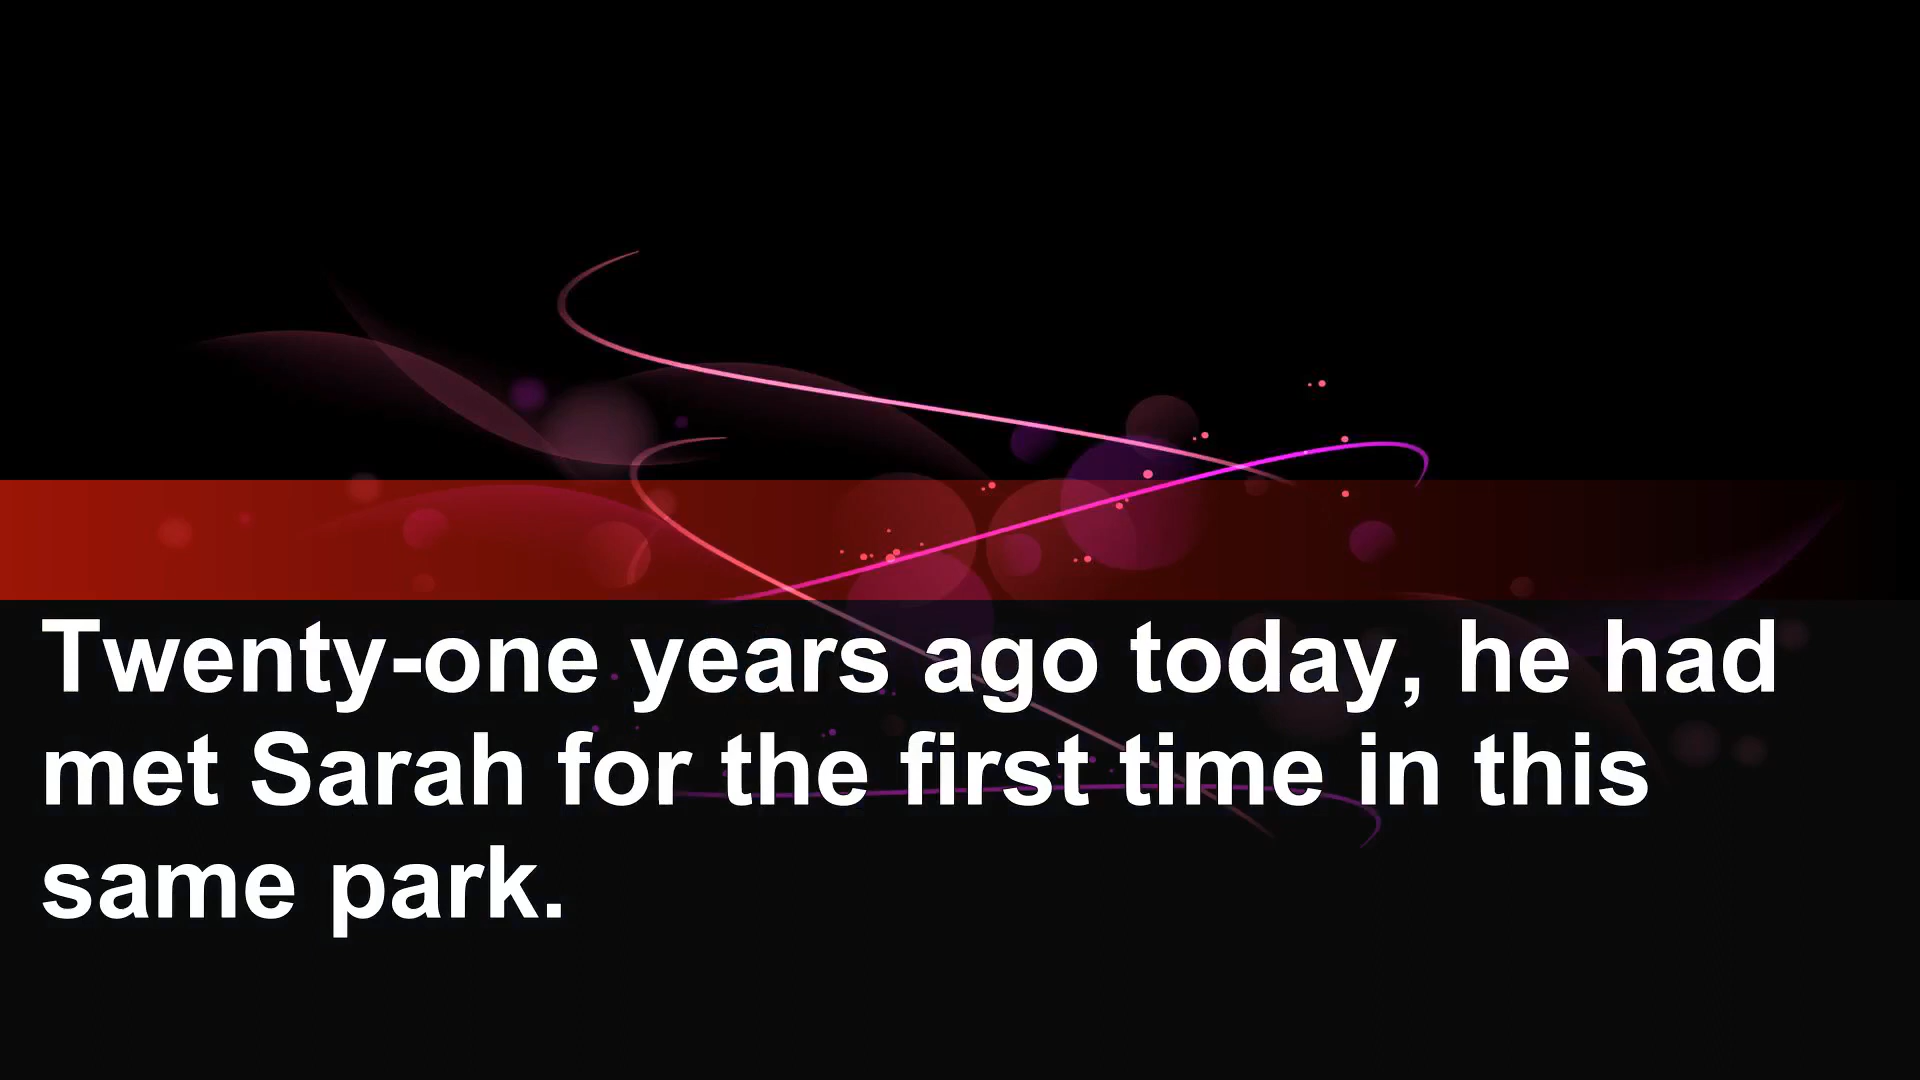 Twenty-one years ago today, he had
met Sarah for the first time in this
same park.